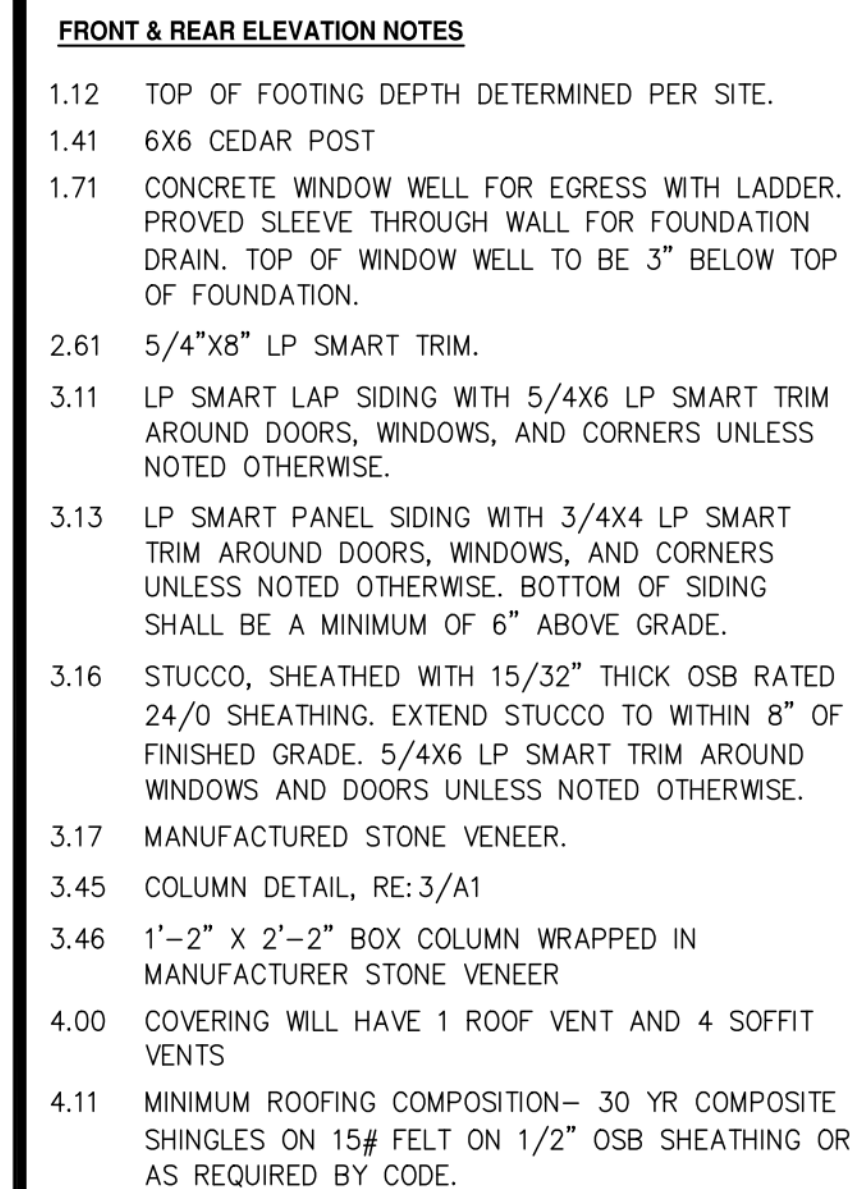 FRONT & REAR ELEVATION NOTES
1.12 TOP OF FOOTING DEPTH DETERMINED PER SITE.
1.41 6X6 CEDAR POST
1.71 CONCRETE WINDOW WELL FOR EGRESS WITH LADDER.
PROVED SLEEVE THROUGH WALL FOR FOUNDATION
DRAIN. TOP OF WINDOW WELL TO BE 3" BELOW TOP
OF FOUNDATION.
2.61 5/4"X8" LP SMART TRIM.
3.11 LP SMART LAP SIDING WITH 5/4X6 LP SMART TRIM
AROUND DOORS, WINDOWS, AND CORNERS UNLESS
NOTED OTHERWISE.
3.13 LP SMART PANEL SIDING WITH 3/4X4 LP SMART
TRIM AROUND DOORS, WINDOWS, AND CORNERS
UNLESS NOTED OTHERWISE. BOTTOM OF SIDING
SHALL BE A MINIMUM OF 6" ABOVE GRADE.
3.16 STUCCO, SHEATHED WITH 15/32" THICK OSB RATED
24/0 SHEATHING. EXTEND STUCCO TO WITHIN 8" OF
FINISHED GRADE. 5/4X6 LP SMART TRIM AROUND
WINDOWS AND DOORS UNLESS NOTED OTHERWISE.
3.17 MANUFACTURED STONE VENEER.
3.45 COLUMN DETAIL, RE: 3/A1
3.46 1'-2" X 2'-2" BOX COLUMN WRAPPED IN
MANUFACTURER STONE VENEER
4.00 COVERING WILL HAVE 1 ROOF VENT AND 4 SOFFIT
VENTS
4.11 MINIMUM ROOFING COMPOSITION– 30 YR COMPOSITE
SHINGLES ON 15# FELT ON 1/2" OSB SHEATHING OR
AS REQUIRED BY CODE.